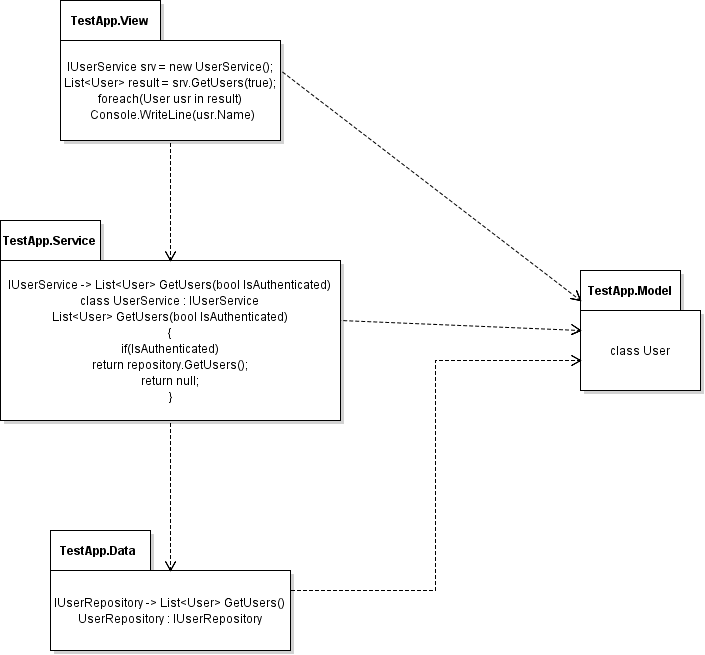 TestApp.View
IUserService srv = new UserService();
List<User> result = srv.GetUsers(true);
foreach(User usr in result)
Console.WriteLine(usr.Name)
TestApp.Service
IUserService -> List<User> GetUsers(bool IsAuthenticated)
class UserService : IUserService
List<User> GetUsers(bool IsAuthenticated)
{
if(IsAuthenticated)
return repository.GetUsers();
return null;
}
TestApp.Model
class User
TestApp.Data
IUserRepository -> List<User> GetUsers()
UserRepository : IUserRepository